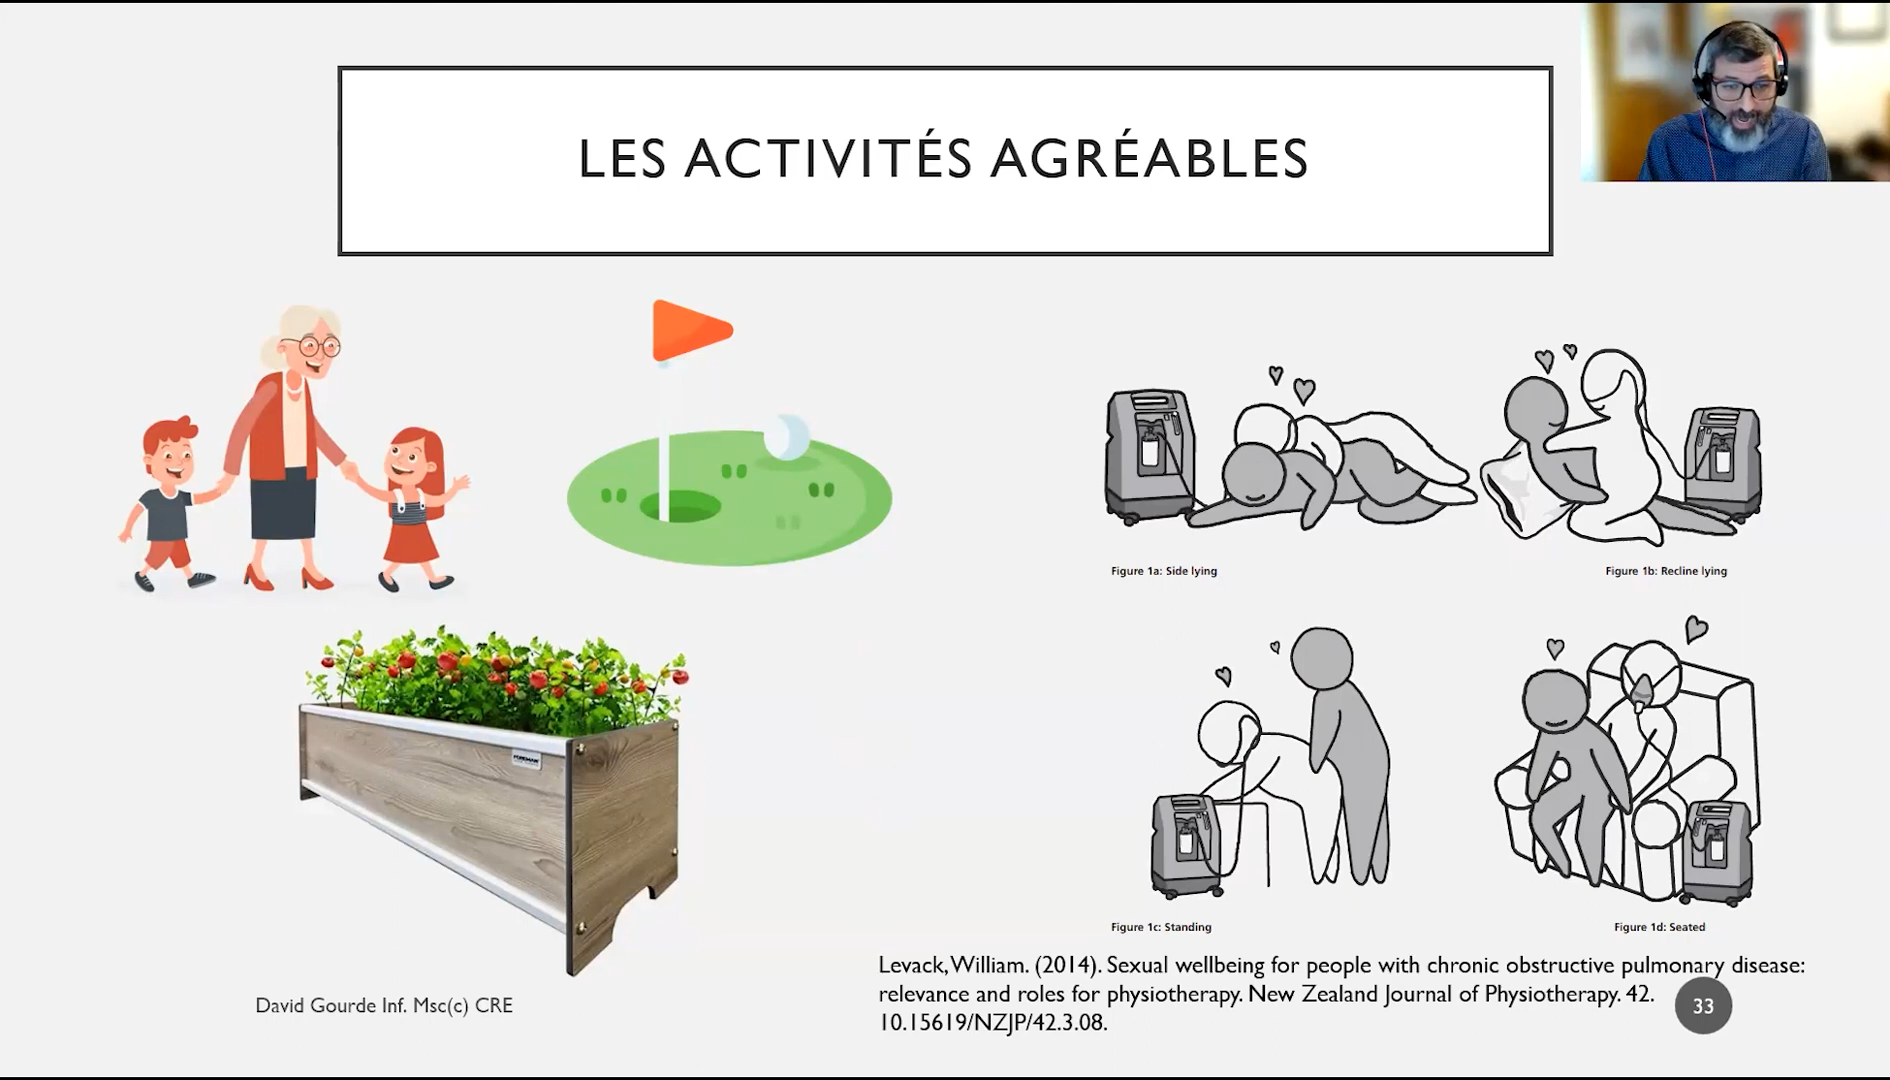 LES ACTIVITÉS AGRÉABLES
Figure 1a: Side lying
Figure 1b: Recline lying
Figure 1c: Standing
Figure 1d: Seated
Levack, William. (2014). Sexual wellbeing for people with chronic obstructive pulmonary disease:
relevance and roles for physiotherapy. New Zealand Journal of Physiotherapy. 42.
10.15619/NZJP/42.3.08.
David Gourde Inf. Msc(c) CRE
33